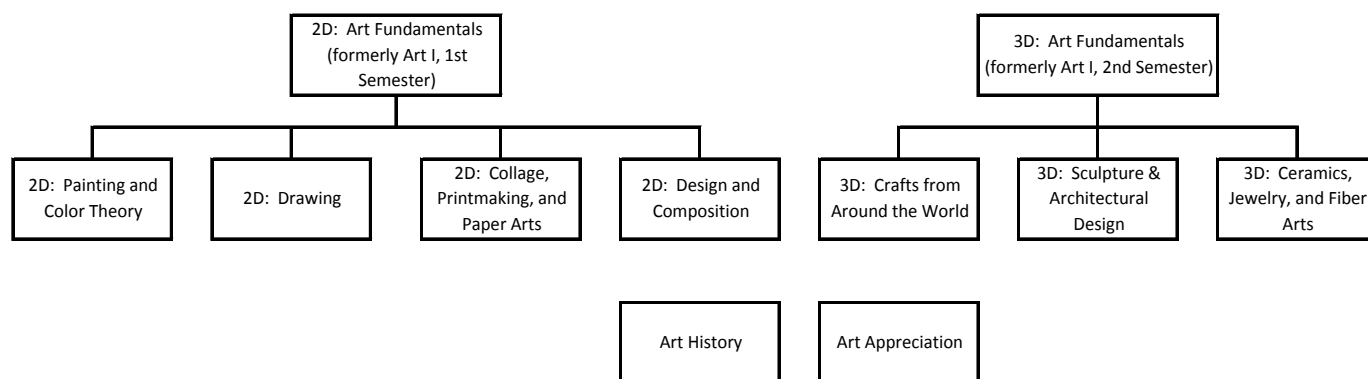 2D:  Art Fundamentals
(formerly Art I, 1st
Semester)
3D:  Art Fundamentals
(formerly Art I, 2nd Semester)
2D:  Painting and
Color Theory
2D:  Drawing
2D:  Collage,
Printmaking, and
Paper Arts
2D:  Design and
Composition
3D:  Crafts from
Around the World
3D:  Sculpture &
Architectural
Design
3D:  Ceramics,
Jewelry, and Fiber
Arts
Art History
Art Appreciation